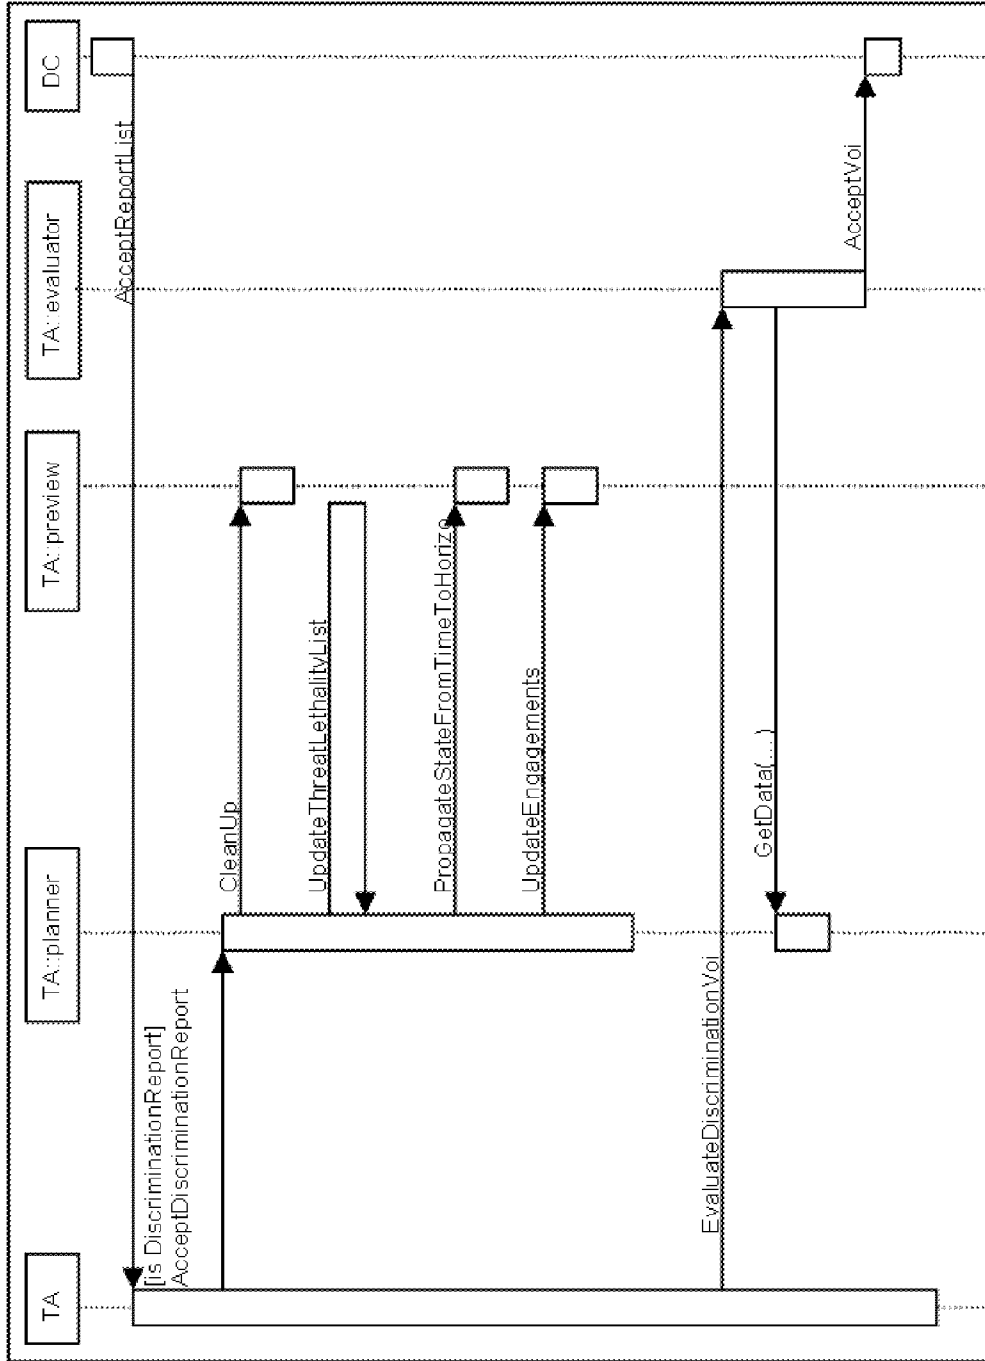 TA
TA::planner
TA::preview
TA::evaluator
DC
AcceptReportList
[is DiscriminationReport]
AcceptDiscriminationReport
CleanUp
UpdateThreatLethalityList
PropagateStateFromTimeToHorizo
UpdateEngagements
EvaluateDiscriminationVoi
GetData(...)
AcceptVoi